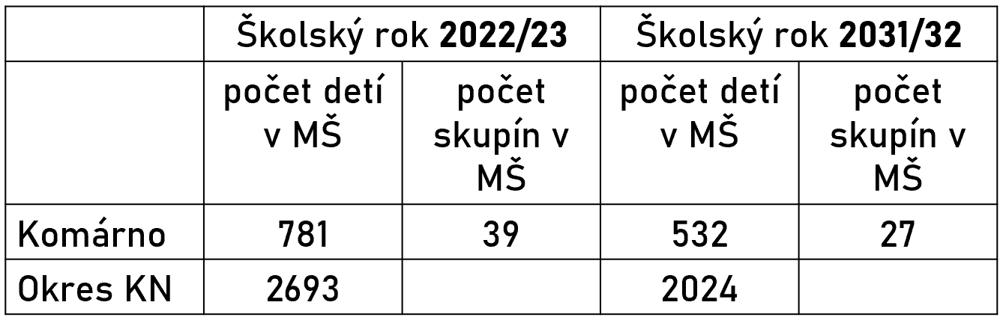 Školský rok 2022/23 Školský rok 2031/32
počet detí počet počet detí počet
v MŠ skupín v v MŠ skupín v
MŠ MŠ
Komárno 781 39 532 27
Okres KN 2693 2024